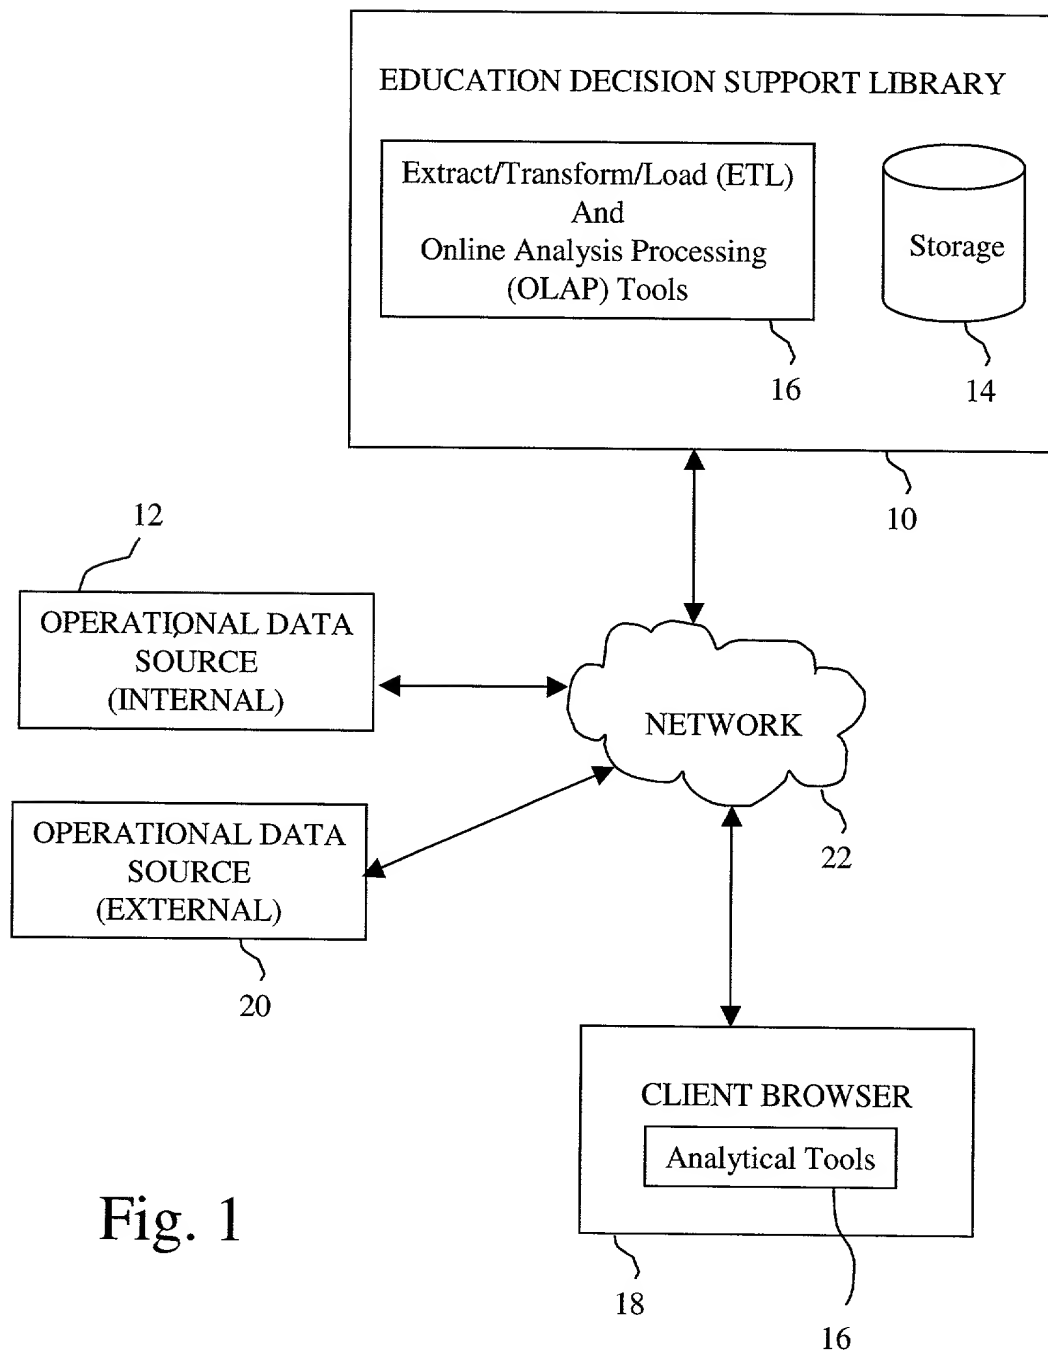 EDUCATION DECISION SUPPORT LIBRARY
Extract/Transform/Load (ETL)
And
Online Analysis Processing
(OLAP) Tools
Storage
16
14
10
12
OPERATIONAL DATA
SOURCE
(INTERNAL)
NETWORK
22
OPERATIONAL DATA
SOURCE
(EXTERNAL)
20
CLIENT BROWSER
Analytical Tools
18
16
Fig. 1